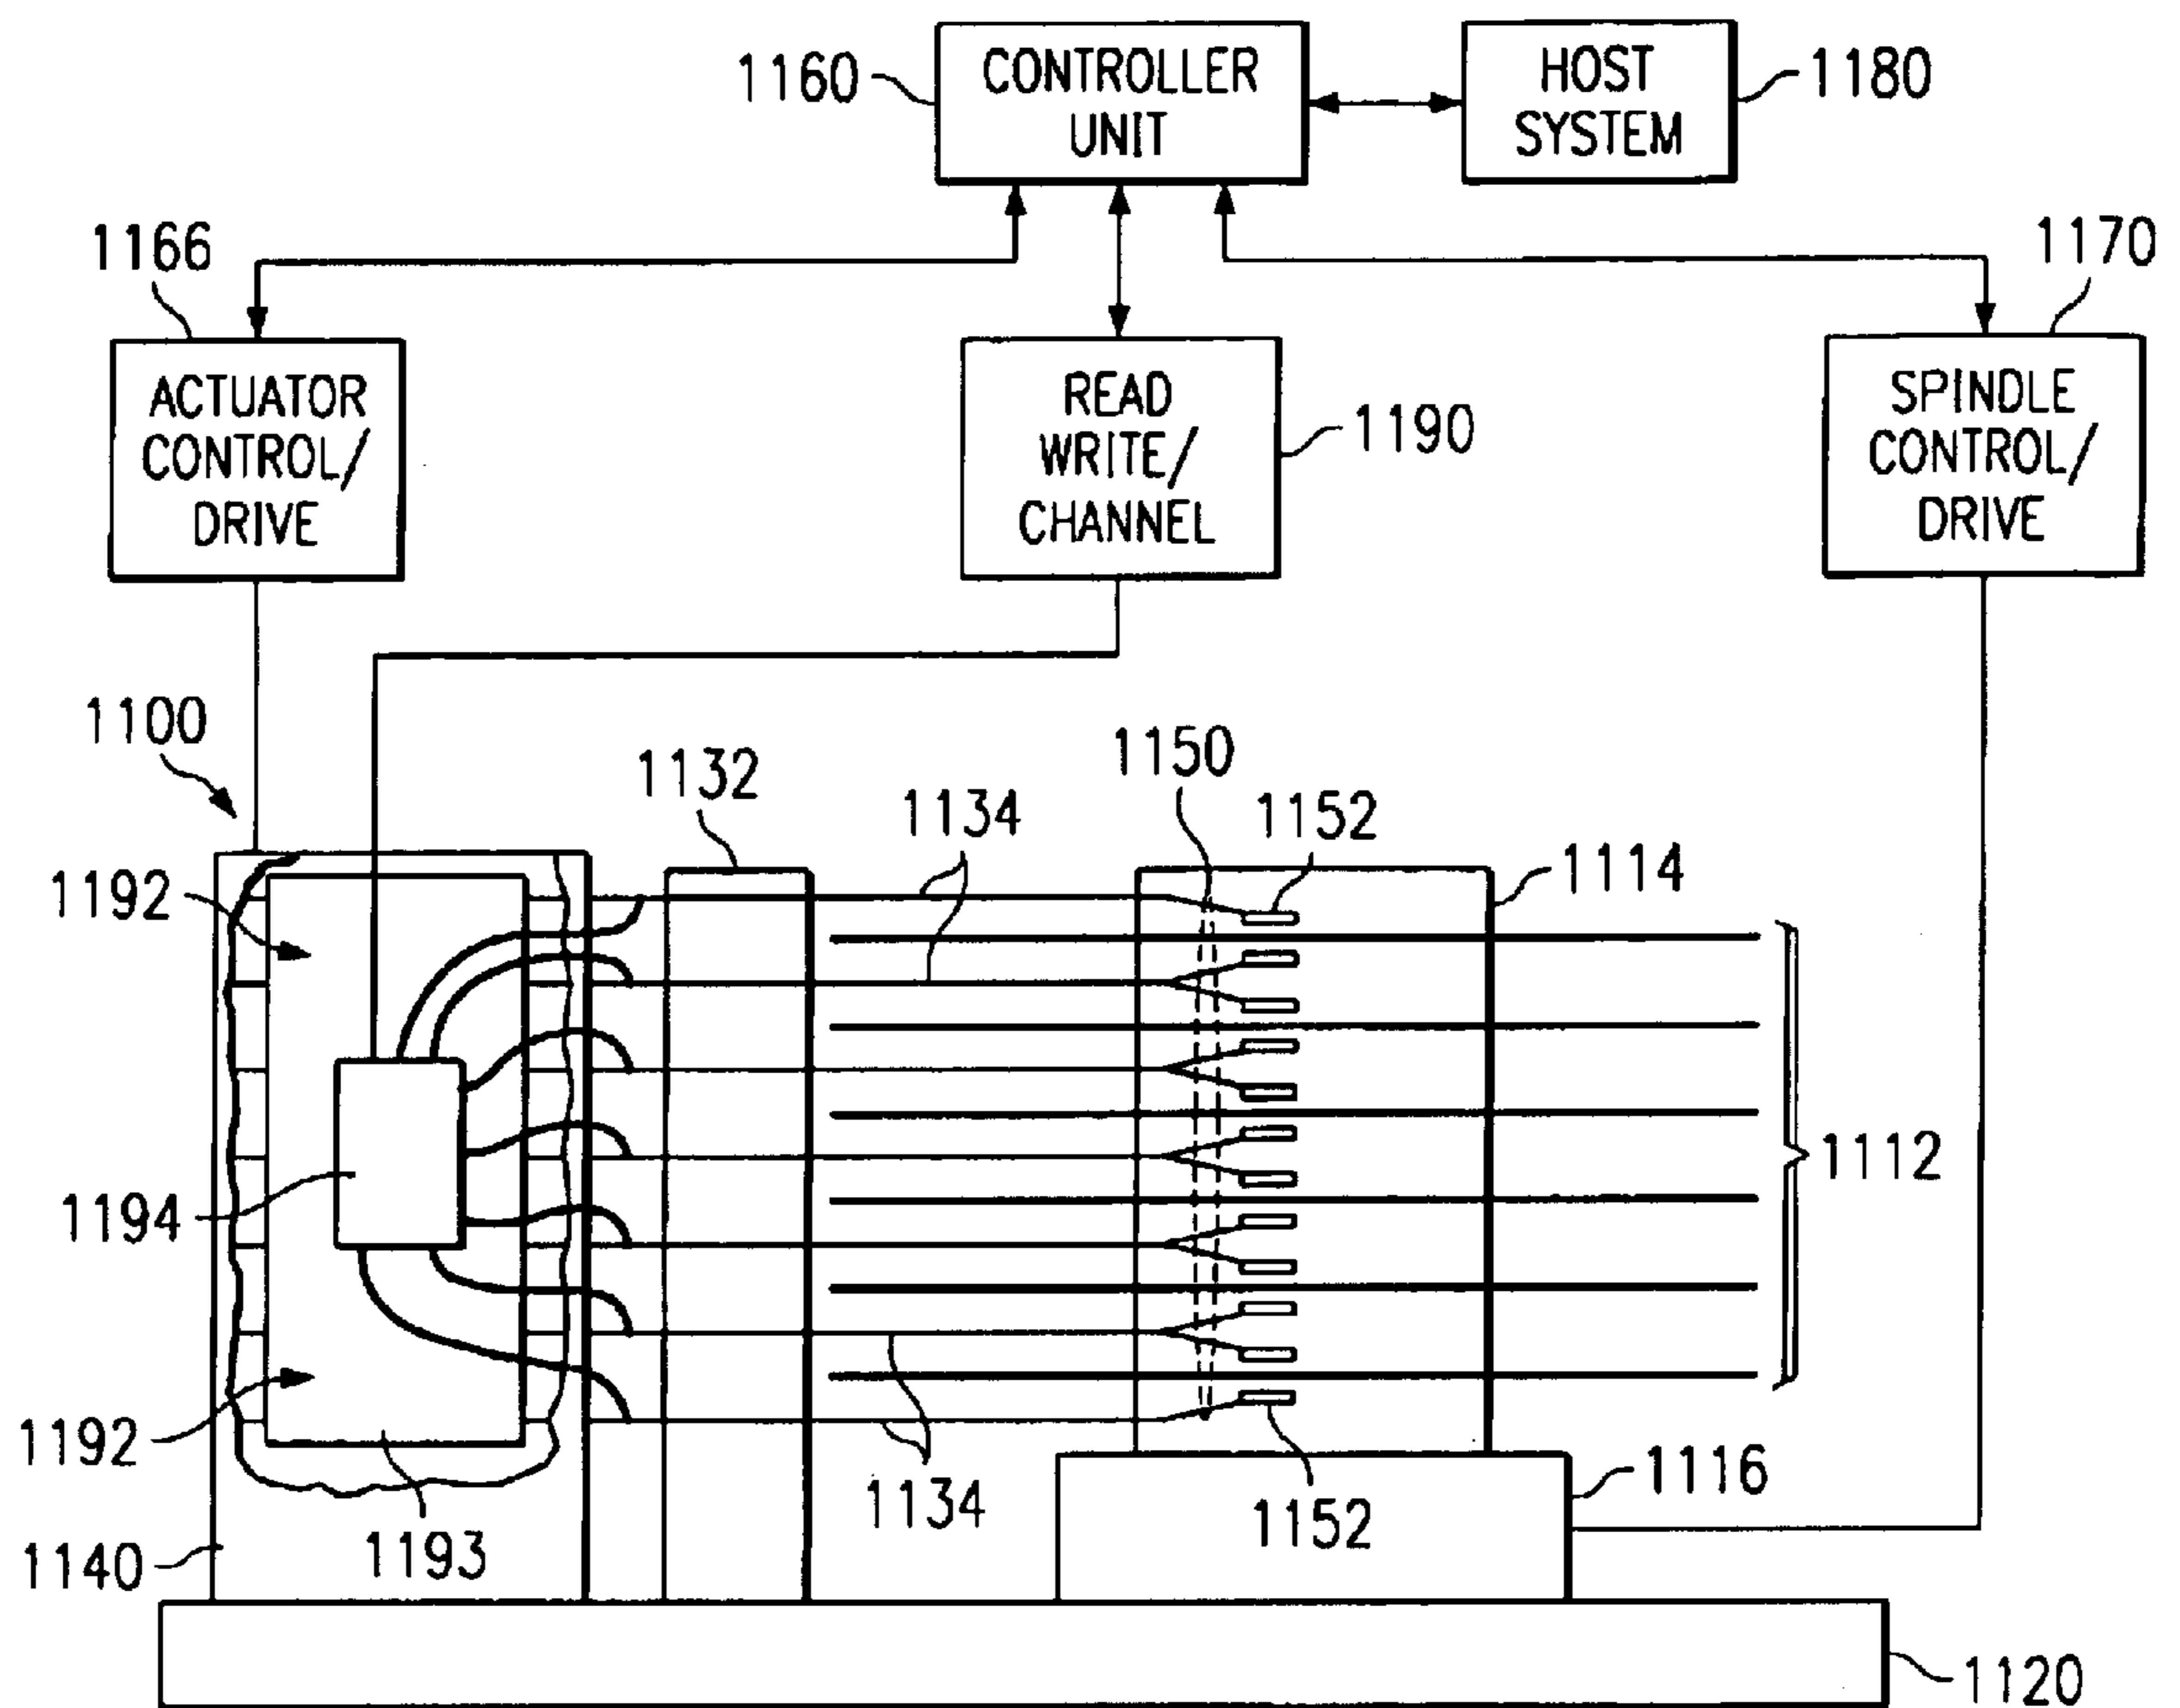 1160
CONTROLLER
UNIT
HOST
SYSTEM
1180
1166
1170
ACTUATOR
CONTROL/
DRIVE
READ
WRITE/
CHANNEL
1190
SPINDLE
CONTROL/
DRIVE
1100
1132
1134
1150
1152
1114
1192
1112
1194
1192
1193
1134
1152
1116
1140
1120